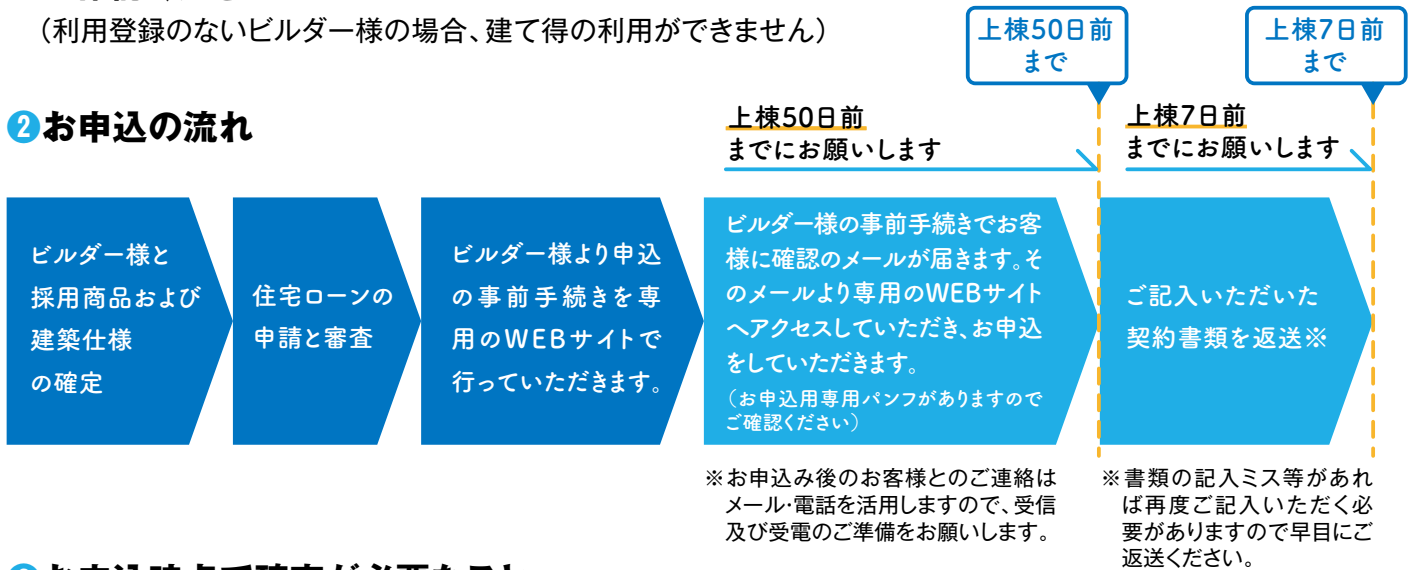 （利用登録のないビルダー様の場合、建て得の利用ができません）
上棟50日前
まで
上棟7日前
まで
❷お申込の流れ
上棟50日前
までにお願いします
上棟7日前
までにお願いします
ビルダー様と
採用商品および
建築仕様
の確定
住宅ローンの
申請と審査
ビルダー様より申込
の事前手続きを専
用のWEBサイトで
行っていただきます。
ビルダー様の事前手続きでお客
様に確認のメールが届きます。そ
のメールより専用のWEBサイト
へアクセスしていただき、お申込
をしていただきます。
（お申込用専用パンフがありますので
ご確認ください）
ご記入いただいた
契約書類を返送※
※お申込み後のお客様とのご連絡は
メール・電話を活用しますので、受信
及び受電のご準備をお願いします。
※書類の記入ミス等があれ
ば再度ご記入いただく必
要がありますので早目にご
返送ください。